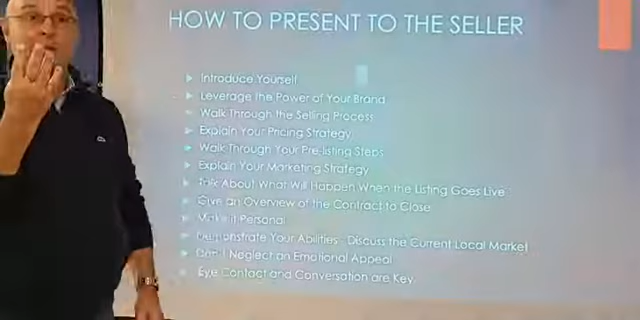 HOW TO PRESENT TO THE SELLER
Introduce Yourself
Leverage the Power of Your Brand
Walk Through the Selling Process
Explain Your Pricing Strategy
Walk Through Your Pre-listing Steps
Explain Your Marketing Strategy
Talk About What Will Happen When the Listing Goes Live
Give an Overview of the Contract to Close
Make it Personal
Demonstrate Your Abilities- Discuss the Current Local Market
Don't Neglect an Emotional Appeal
Eye Contact and Conversation are Key